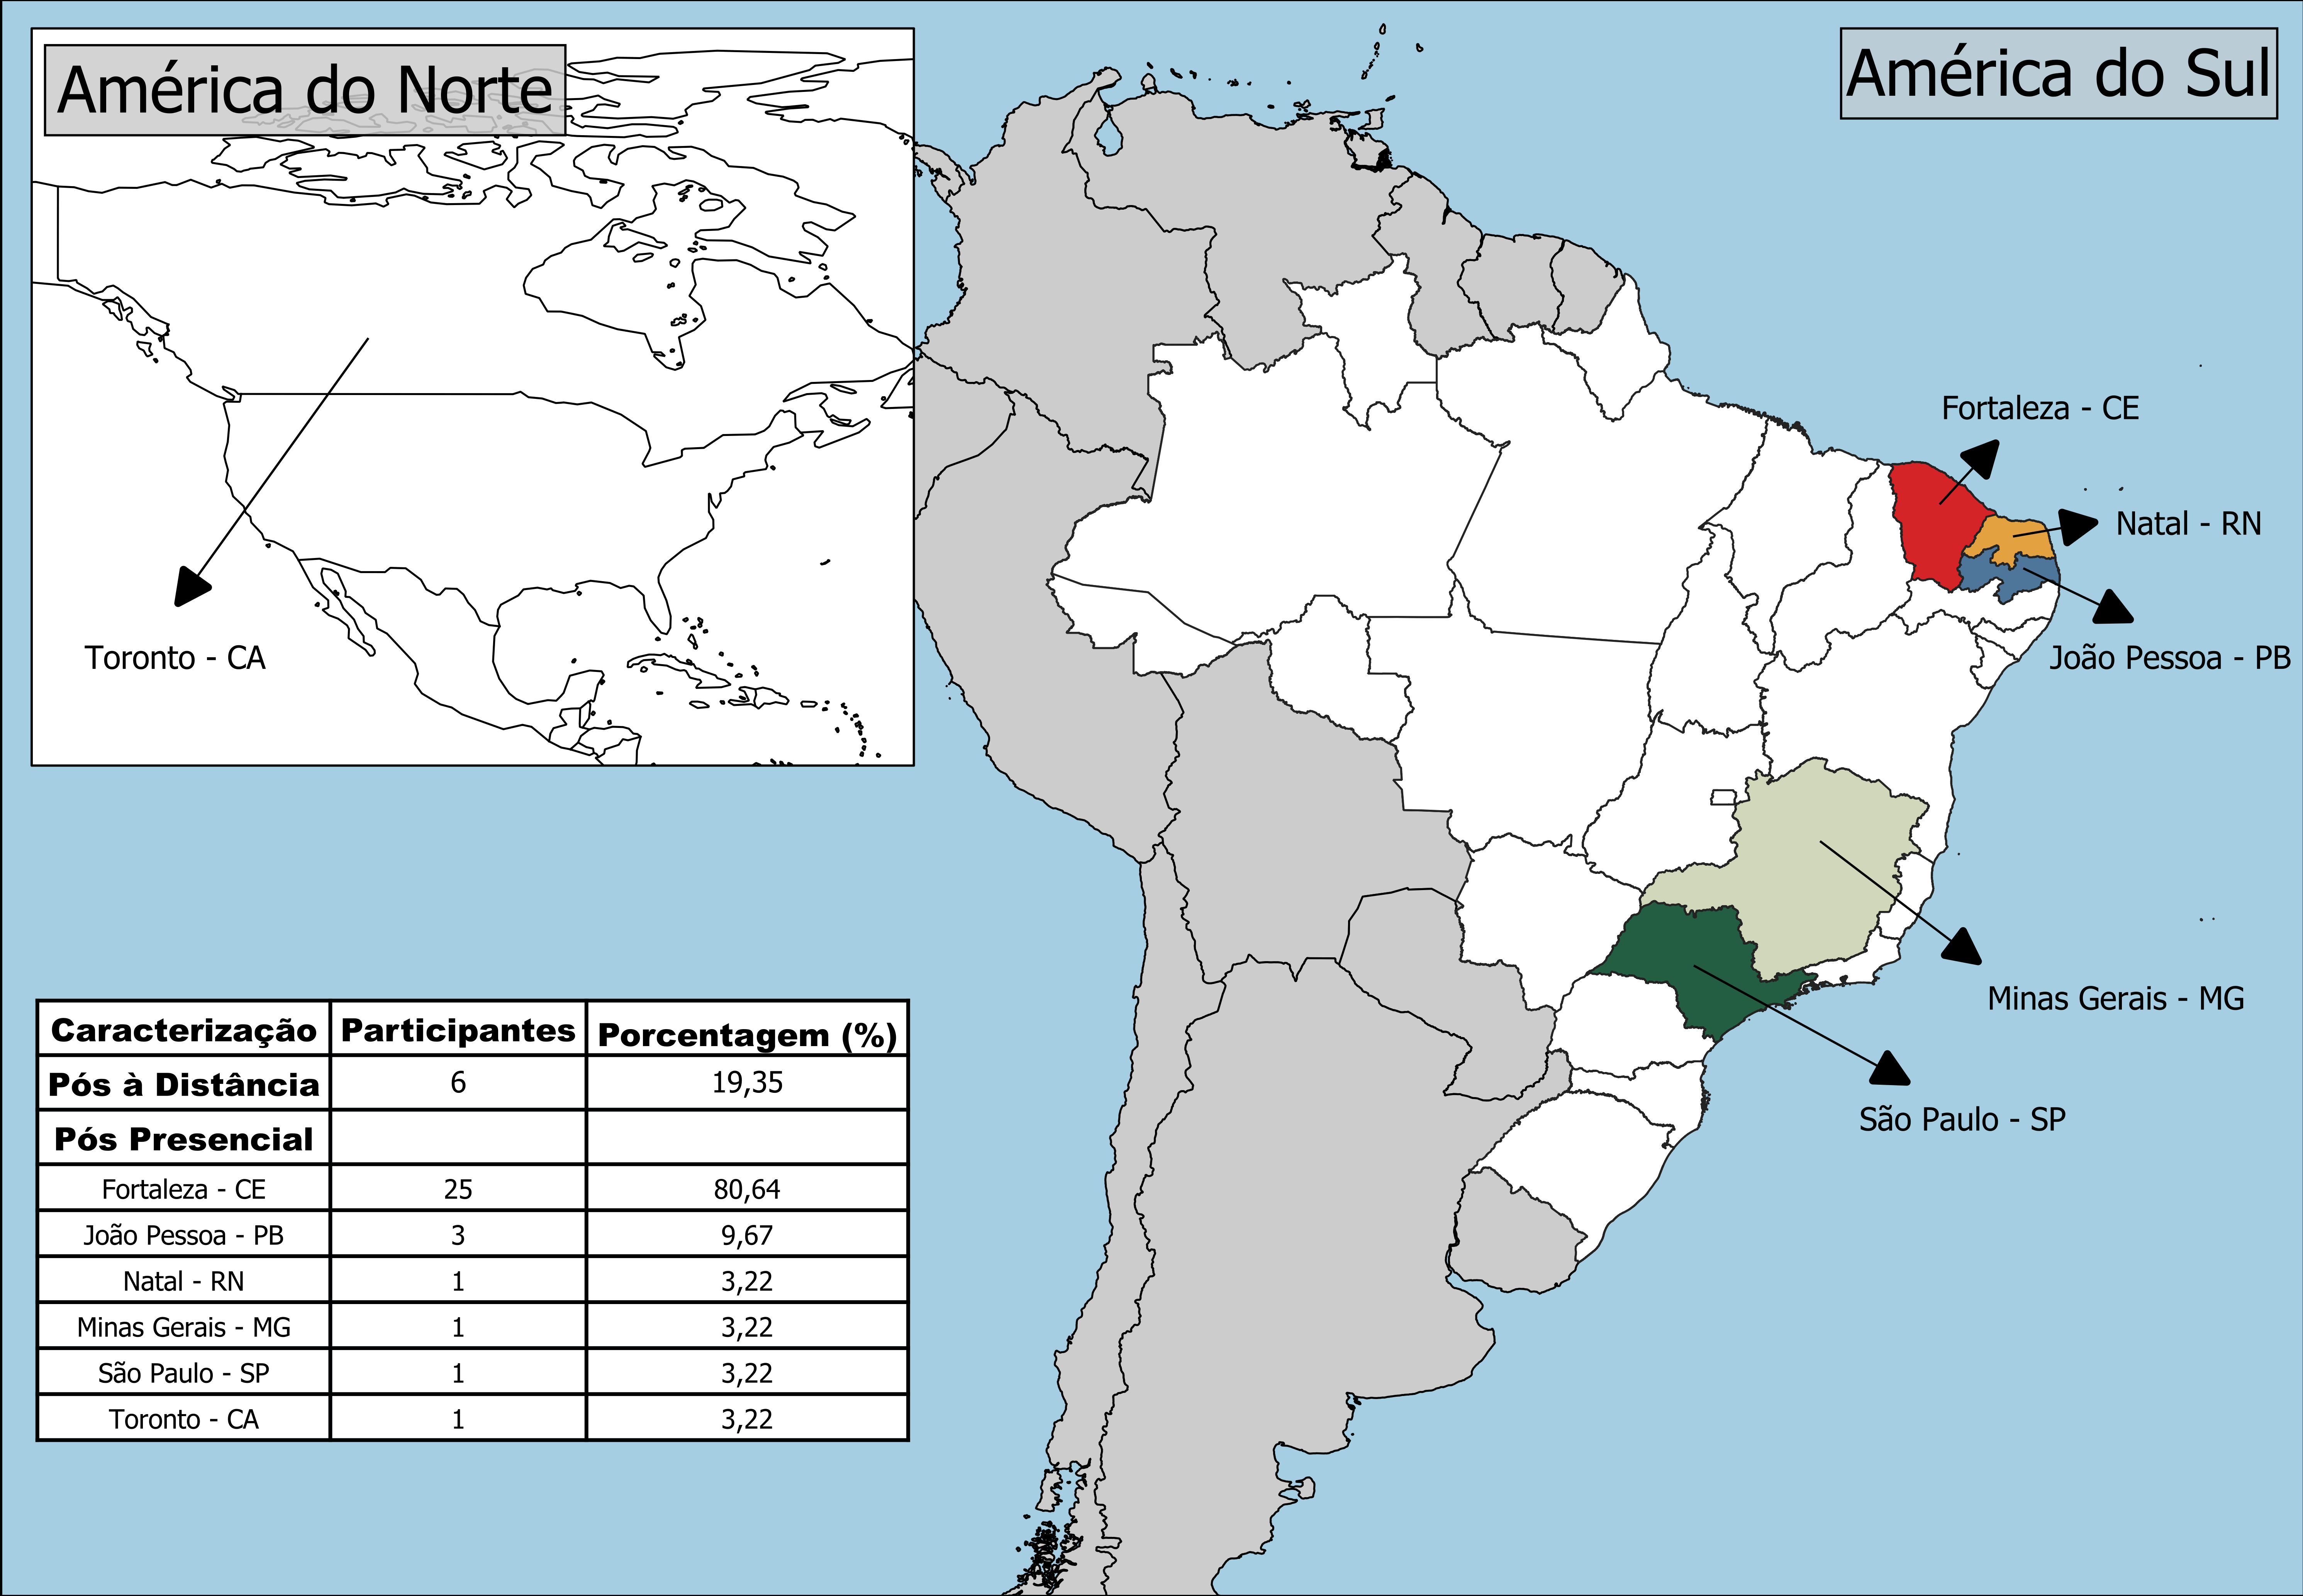 América do Norte
América do Sul
Toronto - CA
Fortaleza - CE
Natal - RN
João Pessoa - PB
Minas Gerais - MG
São Paulo - SP
Caracterização Participantes Porcentagem (%)
Pós à Distância 6 19,35
Pós Presencial
Fortaleza - CE 25 80,64
João Pessoa - PB 3 9,67
Natal - RN 1 3,22
Minas Gerais - MG 1 3,22
São Paulo - SP 1 3,22
Toronto - CA 1 3,22